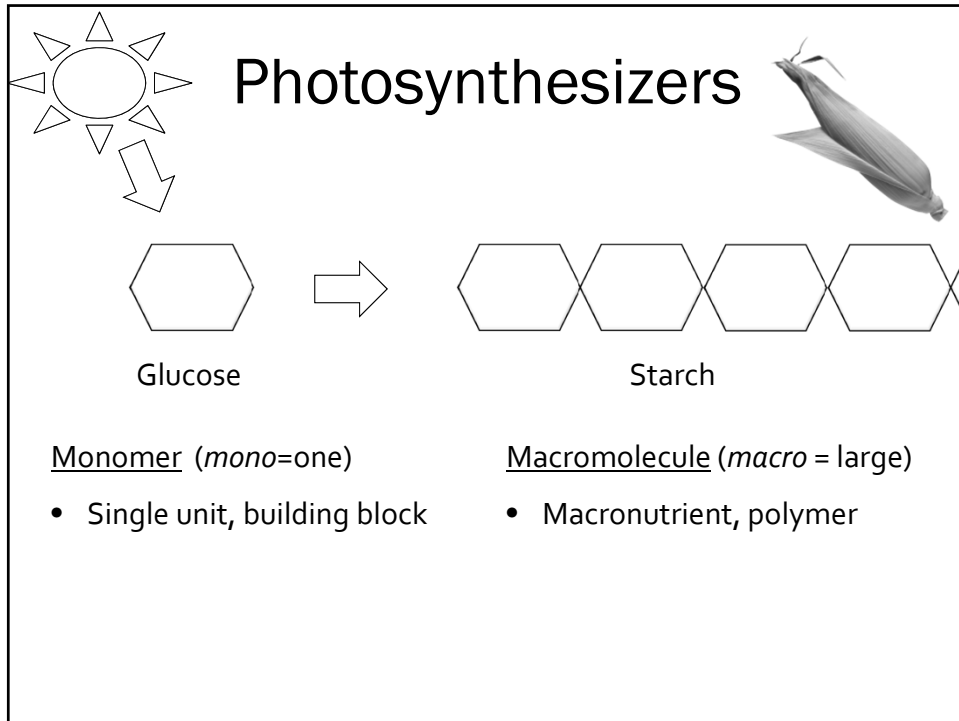 Photosynthesizers
Glucose
Starch
Monomer (mono=one)
• Single unit, building block
Macromolecule (macro = large)
• Macronutrient, polymer